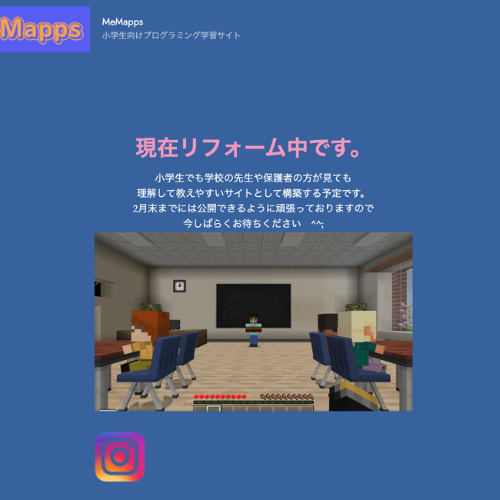 Mapps
MeMapps
小学生向けプログラミング学習サイト
現在リフォーム中です。
小学生でも学校の先生や保護者の方が見ても
理解して教えやすいサイトとして構築する予定です。
2月末までには公開できるように頑張っておりますので
今しばらくお待ちください　^^;